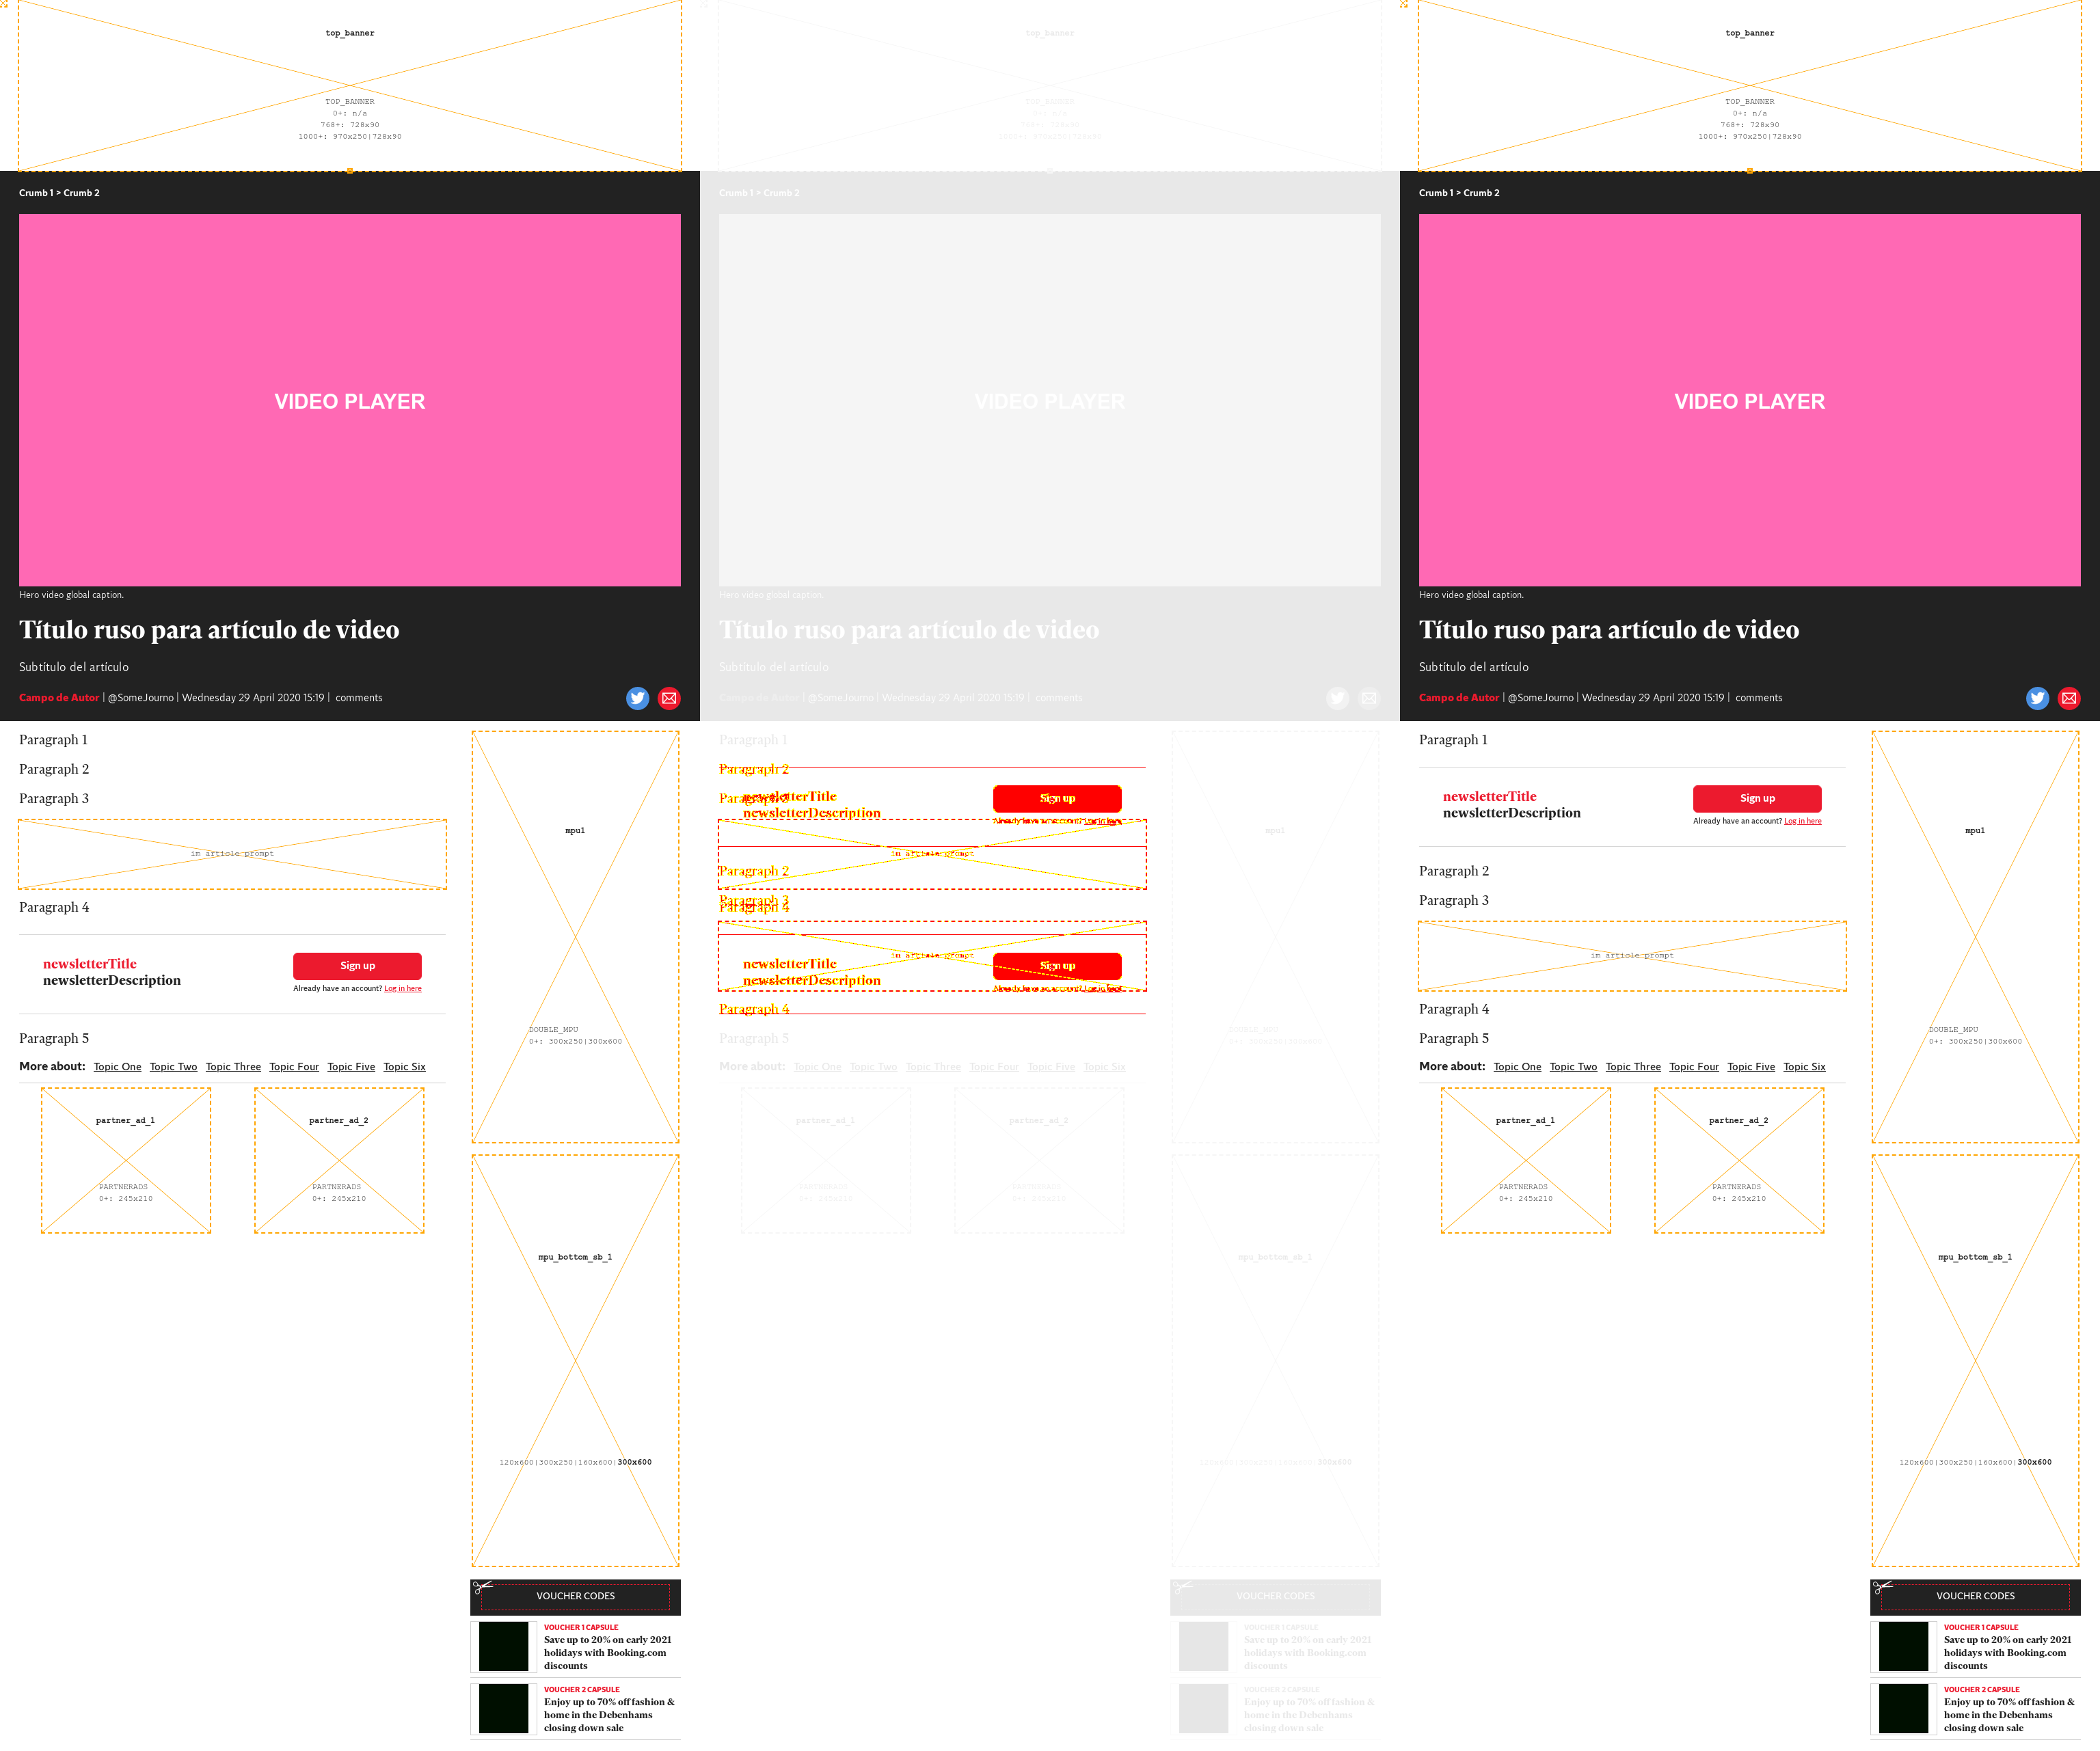 top_banner
TOP_BANNER
0+: n/a
768+: 728x90
1000+: 970x250|728x90
Crumb 1 > Crumb 2
VIDEO PLAYER
Hero video global caption.
Título ruso para artículo de video
Subtítulo del artículo
Campo de Autor | @SomeJourno | Wednesday 29 April 2020 15:19 | comments
Paragraph 1
Paragraph 2
Paragraph 3
im article prompt
Paragraph 4
newsletterTitle
newsletterDescription
Sign up
Already have an account? Log in here
Paragraph 5
More about: Topic One Topic Two Topic Three Topic Four Topic Five Topic Six
partner_ad_1
PARTNERADS
0+: 245x210
partner_ad_2
PARTNERADS
0+: 245x210
mpu1
DOUBLE_MPU
0+: 300x250|300x600
mpu_bottom_sb_1
120x600|300x250|160x600|300x600
VOUCHER CODES
VOUCHER 1 CAPSULE
Save up to 20% on early 2021
holidays with Booking.com
discounts
VOUCHER 2 CAPSULE
Enjoy up to 70% off fashion &
home in the Debenhams
closing down sale
top_banner
TOP_BANNER
0+: n/a
768+: 728x90
1000+: 970x250|728x90
Crumb 1 > Crumb 2
VIDEO PLAYER
Hero video global caption.
Título ruso para artículo de video
Subtítulo del artículo
Campo de Autor | @SomeJourno | Wednesday 29 April 2020 15:19 | comments
Paragraph 1
Paragraph 2
newsletterTitle
newsletterDescription
Sign up
im article prompt
Paragraph 2
Paragraph 3
Paragraph 4
im article prompt
newsletterTitle
newsletterDescription
Sign up
Paragraph 4
Paragraph 5
More about: Topic One Topic Two Topic Three Topic Four Topic Five Topic Six
partner_ad_1
PARTNERADS
0+: 245x210
partner_ad_2
PARTNERADS
0+: 245x210
mpu1
DOUBLE_MPU
0+: 300x250|300x600
mpu_bottom_sb_1
120x600|300x250|160x600|300x600
VOUCHER CODES
VOUCHER 1 CAPSULE
Save up to 20% on early 2021
holidays with Booking.com
discounts
VOUCHER 2 CAPSULE
Enjoy up to 70% off fashion &
home in the Debenhams
closing down sale
top_banner
TOP_BANNER
0+: n/a
768+: 728x90
1000+: 970x250|728x90
Crumb 1 > Crumb 2
VIDEO PLAYER
Hero video global caption.
Título ruso para artículo de video
Subtítulo del artículo
Campo de Autor | @SomeJourno | Wednesday 29 April 2020 15:19 | comments
Paragraph 1
newsletterTitle
newsletterDescription
Sign up
Already have an account? Log in here
Paragraph 2
Paragraph 3
im article prompt
Paragraph 4
Paragraph 5
More about: Topic One Topic Two Topic Three Topic Four Topic Five Topic Six
partner_ad_1
PARTNERADS
0+: 245x210
partner_ad_2
PARTNERADS
0+: 245x210
mpu1
DOUBLE_MPU
0+: 300x250|300x600
mpu_bottom_sb_1
120x600|300x250|160x600|300x600
VOUCHER CODES
VOUCHER 1 CAPSULE
Save up to 20% on early 2021
holidays with Booking.com
discounts
VOUCHER 2 CAPSULE
Enjoy up to 70% off fashion &
home in the Debenhams
closing down sale